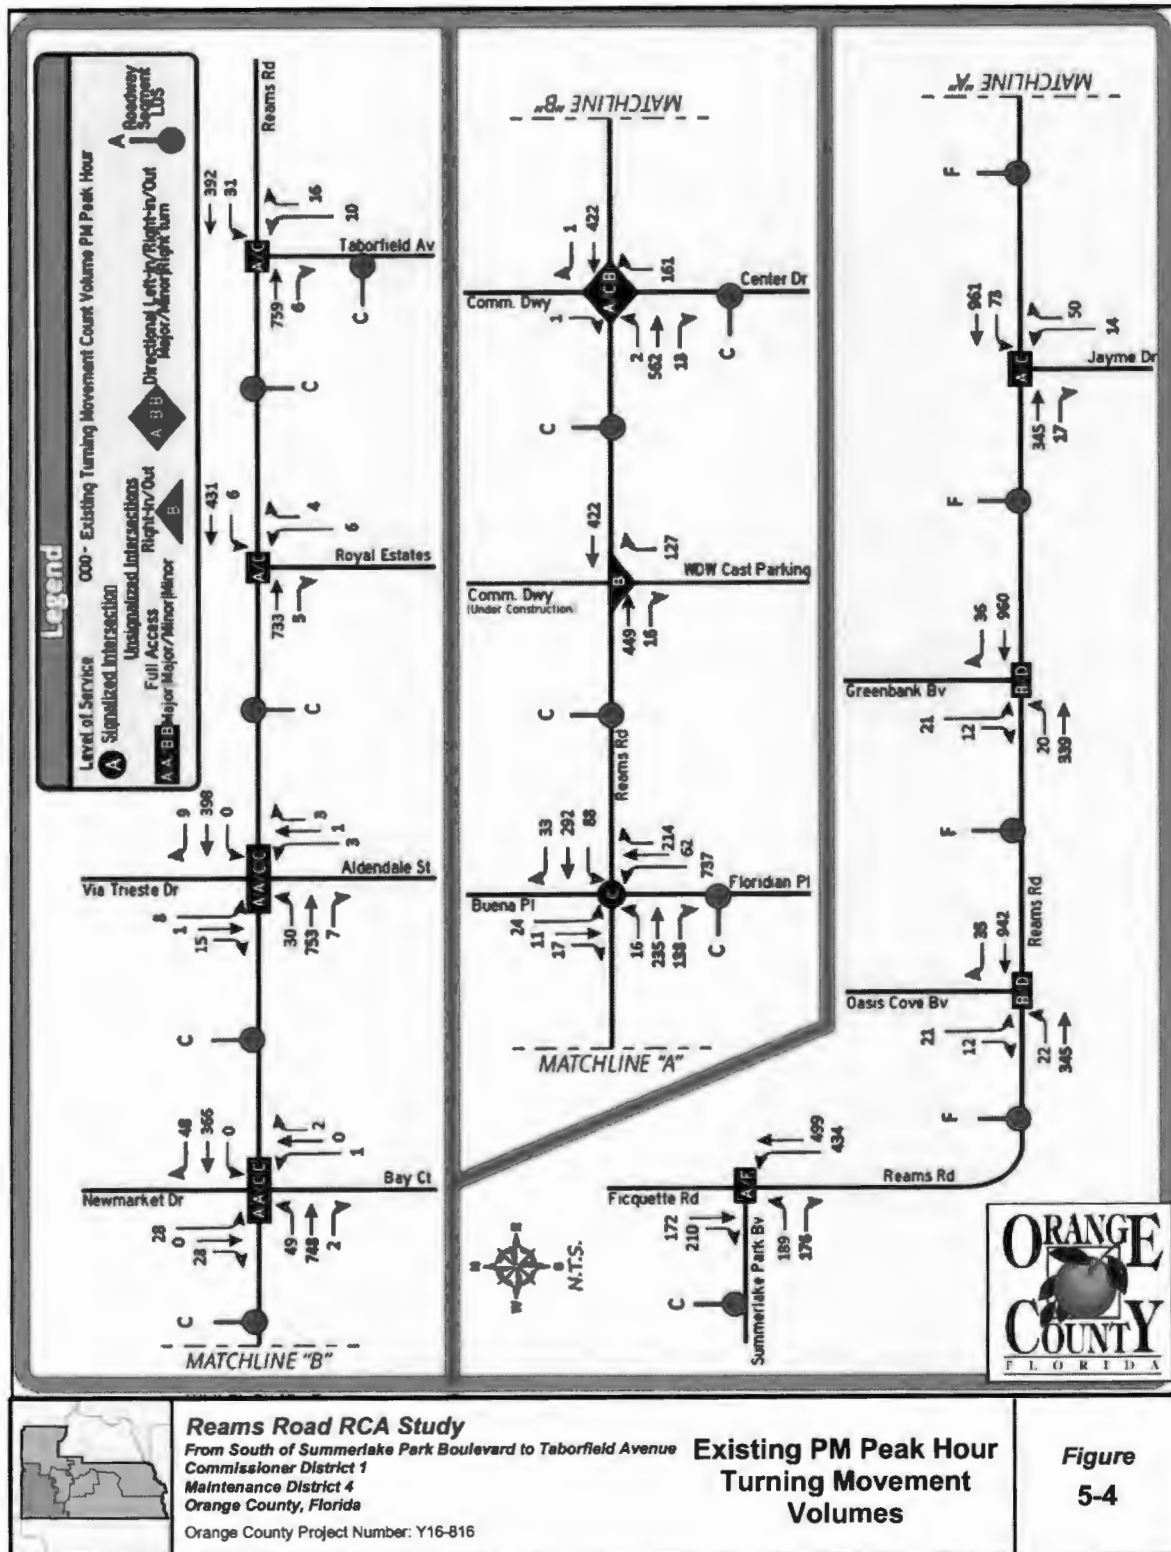 Legend
Level of Service
000 - Existing Turning Movement Count Volume PM Peak Hour
A Signalized Intersection
Unsignalized Intersections
Full Access
Major/Minor
Right-in/Out
Minor
B
A B B
Directional Left-in/Right-in/Out
Major/Minor/Right turn
A
Roadway
Segment
LOS
Reams Rd
392
31
16
10
A/C
759
6
Taborfield Av
C
C
431
6
4
6
733
5
Royal Estates
C
9
398
0
3
1
3
Via Trieste Dr
Aldendale St
8
1
15
30
753
7
C
48
366
0
2
0
1
Newmarket Dr
Bay Ct
28
0
28
49
748
2
C
MATCHLINE "B"
MATCHLINE "B"
1
422
161
Comm. Dwy
Center Dr
A C B
1
2
562
C
C
422
127
Comm. Dwy
(Under Construction)
WDW Cast Parking
B
449
C
Reams Rd
33
292
88
214
62
737
Buena Pl
Floridian Pl
C
24
11
17
16
235
138
C
MATCHLINE "A"
MATCHLINE "A"
F
961
73
50
14
Jayme Dr
345
17
F
36
960
Greenbank Bv
B D
21
12
20
339
F
Reams Rd
942
Oasis Cove Bv
B D
21
12
22
345
F
499
434
Ficquette Rd
Reams Rd
A/F
172
210
189
176
C
Summerlake Park Bv
N
E
S
W
N.T.S.
ORANGE
COUNTY
FLORIDA
Reams Road RCA Study
From South of Summerlake Park Boulevard to Taborfield Avenue
Commissioner District 1
Maintenance District 4
Orange County, Florida
Orange County Project Number: Y16-816
Existing PM Peak Hour
Turning Movement
Volumes
Figure
5-4